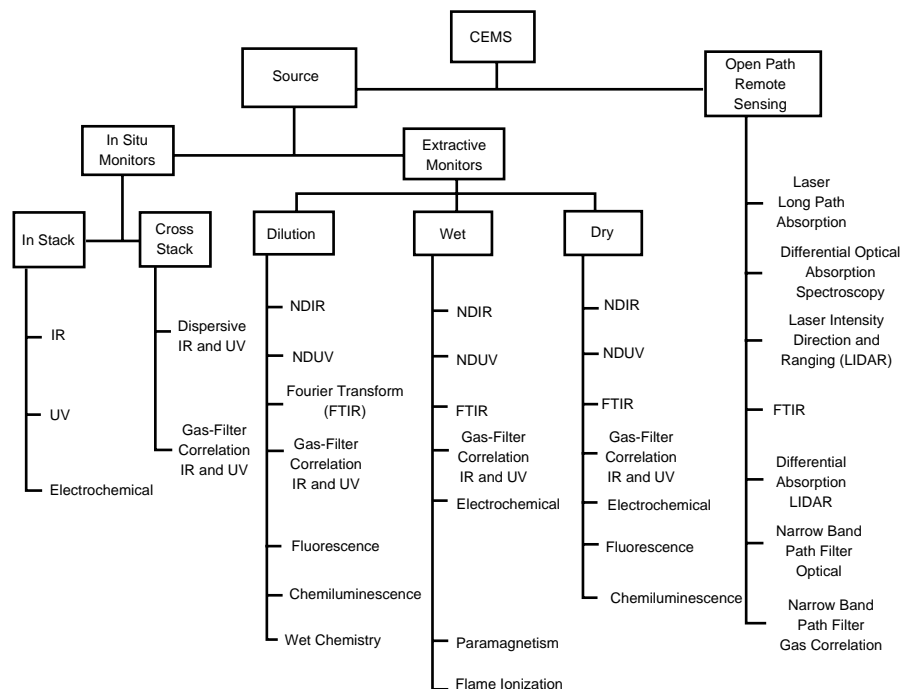 CEMS
Source
Open Path
Remote
Sensing
In Situ
Monitors
Extractive
Monitors
In Stack
Cross
Stack
Dilution
Wet
Dry
IR
UV
Electrochemical
Dispersive
IR and UV
Gas-Filter
Correlation
IR and UV
NDIR
NDUV
Fourier Transform
(FTIR)
Gas-Filter
Correlation
IR and UV
Fluorescence
Chemiluminescence
Wet Chemistry
NDIR
NDUV
FTIR
Gas-Filter
Correlation
IR and UV
Electrochemical
Paramagnetism
Flame Ionization
NDIR
NDUV
FTIR
Gas-Filter
Correlation
IR and UV
Electrochemical
Fluorescence
Chemiluminescence
Laser
Long Path
Absorption
Differential Optical
Absorption
Spectroscopy
Laser Intensity
Direction and
Ranging (LIDAR)
FTIR
Differential
Absorption
LIDAR
Narrow Band
Path Filter
Optical
Narrow Band
Path Filter
Gas Correlation